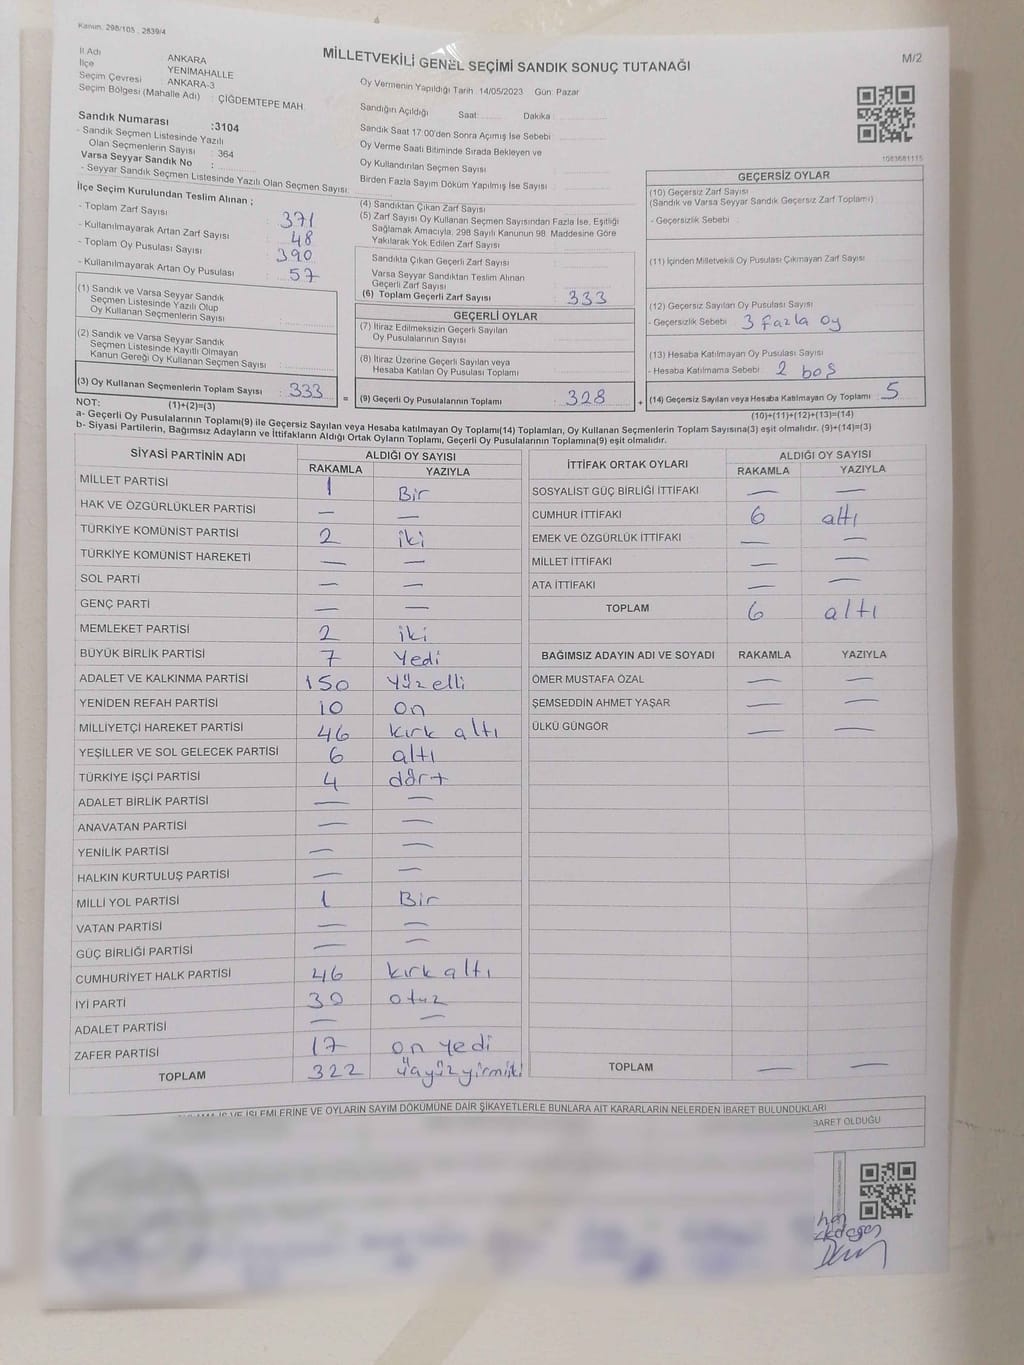 Kanun: 298/105, 2839/4
MİLLETVEKİLİ GENEL SEÇİMİ SANDIK SONUÇ TUTANAĞI
M/2
İl Adı ANKARA
İlçe YENİMAHALLE
Seçim Çevresi ANKARA-3
Seçim Bölgesi (Mahalle Adı) : ÇİĞDEMTEPE MAH.
Sandık Numarası :3104
- Sandık Seçmen Listesinde Yazılı
Olan Seçmenlerin Sayısı : 364
Varsa Seyyar Sandık No :
- Seyyar Sandık Seçmen Listesinde Yazılı Olan Seçmen Sayısı:
İlçe Seçim Kurulundan Teslim Alınan ;
- Toplam Zarf Sayısı : 371
- Kullanılmayarak Artan Zarf Sayısı : 48
- Toplam Oy Pusulası Sayısı : 390
- Kullanılmayarak Artan Oy Pusulası : 57
(1) Sandık ve Varsa Seyyar Sandık
Seçmen Listesinde Yazılı Olup
Oy Kullanan Seçmenlerin Sayısı :
(2) Sandık ve Varsa Seyyar Sandık
Seçmen Listesinde Kayıtlı Olmayan
Kanun Gereği Oy Kullanan Seçmen Sayısı :
(3) Oy Kullanan Seçmenlerin Toplam Sayısı : 333
Oy Vermenin Yapıldığı Tarih: 14/05/2023 Gün: Pazar
Sandığın Açıldığı Saat: Dakika :
Sandık Saat 17:00'den Sonra Açımış İse Sebebi :
Oy Verme Saati Bitiminde Sırada Bekleyen ve
Oy Kullandırılan Seçmen Sayısı :
Birden Fazla Sayım Döküm Yapılmış İse Sayısı :
(4) Sandıktan Çıkan Zarf Sayısı :
(5) Zarf Sayısı Oy Kullanan Seçmen Sayısından Fazla İse, Eşitliği
Sağlamak Amacıyla, 298 Sayılı Kanunun 98. Maddesine Göre
Yakılarak Yok Edilen Zarf Sayısı :
Sandıkta Çıkan Geçerli Zarf Sayısı :
Varsa Seyyar Sandıktan Teslim Alınan
Geçerli Zarf Sayısı :
(6) Toplam Geçerli Zarf Sayısı : 333
GEÇERLİ OYLAR
(7) İtiraz Edilmeksizin Geçerli Sayılan
Oy Pusulalarının Sayısı :
(8) İtiraz Üzerine Geçerli Sayılan veya
Hesaba Katılan Oy Pusulası Toplamı :
= (9) Geçerli Oy Pusulalarının Toplamı : 328 +
1083681115
GEÇERSİZ OYLAR
(10) Geçersiz Zarf Sayısı
(Sandık ve Varsa Seyyar Sandık Geçersiz Zarf Toplamı) :
- Geçersizlik Sebebi :
(11) İçinden Milletvekili Oy Pusulası Çıkmayan Zarf Sayısı :
(12) Geçersiz Sayılan Oy Pusulası Sayısı :
- Geçersizlik Sebebi : 3 fazla oy
(13) Hesaba Katılmayan Oy Pusulası Sayısı :
- Hesaba Katılmama Sebebi : 2 boş
(14) Geçersiz Sayılan veya Hesaba Katılmayan Oy Toplamı : 5
NOT: (1)+(2)=(3)
(10)+(11)+(12)+(13)=(14)
a- Geçerli Oy Pusulalarının Toplamı(9) ile Geçersiz Sayılan veya Hesaba katılmayan Oy Toplamı(14) Toplamları, Oy Kullanan Seçmenlerin Toplam Sayısına(3) eşit olmalıdır. (9)+(14)=(3)
b- Siyasi Partilerin, Bağımsız Adayların ve İttifakların Aldığı Ortak Oyların Toplamı, Geçerli Oy Pusulalarının Toplamına(9) eşit olmalıdır.
SİYASİ PARTİNİN ADI ALDIĞI OY SAYISI
RAKAMLA YAZIYLA
MİLLET PARTİSİ 1 Bir
HAK VE ÖZGÜRLÜKLER PARTİSİ — —
TÜRKİYE KOMÜNİST PARTİSİ 2 iki
TÜRKİYE KOMÜNİST HAREKETİ — —
SOL PARTİ — —
GENÇ PARTİ — —
MEMLEKET PARTİSİ 2 iki
BÜYÜK BİRLİK PARTİSİ 7 Yedi
ADALET VE KALKINMA PARTİSİ 150 Yüzelli
YENİDEN REFAH PARTİSİ 10 on
MİLLİYETÇİ HAREKET PARTİSİ 46 kırk altı
YEŞİLLER VE SOL GELECEK PARTİSİ 6 altı
TÜRKİYE İŞÇİ PARTİSİ 4 dört
ADALET BİRLİK PARTİSİ — —
ANAVATAN PARTİSİ — —
YENİLİK PARTİSİ — —
HALKIN KURTULUŞ PARTİSİ — —
MİLLİ YOL PARTİSİ 1 Bir
VATAN PARTİSİ — —
GÜÇ BİRLİĞİ PARTİSİ — —
CUMHURİYET HALK PARTİSİ 46 kırk altı
İYİ PARTİ 30 otuz
ADALET PARTİSİ — —
ZAFER PARTİSİ 17 on yedi
TOPLAM 322 üçyüzyirmiiki
İTTİFAK ORTAK OYLARI ALDIĞI OY SAYISI
RAKAMLA YAZIYLA
SOSYALİST GÜÇ BİRLİĞİ İTTİFAKI — —
CUMHUR İTTİFAKI 6 altı
EMEK VE ÖZGÜRLÜK İTTİFAKI — —
MİLLET İTTİFAKI — —
ATA İTTİFAKI — —
TOPLAM 6 altı
BAĞIMSIZ ADAYIN ADI VE SOYADI RAKAMLA YAZIYLA
ÖMER MUSTAFA ÖZAL — —
ŞEMSEDDİN AHMET YAŞAR — —
ÜLKÜ GÜNGÖR — —
TOPLAM — —
İŞ VE İŞLEMLERİNE VE OYLARIN SAYIM DÖKÜMÜNE DAİR ŞİKAYETLERLE BUNLARA AİT KARARLARIN NELERDEN İBARET BULUNDUKLARI
BARET OLDUĞU